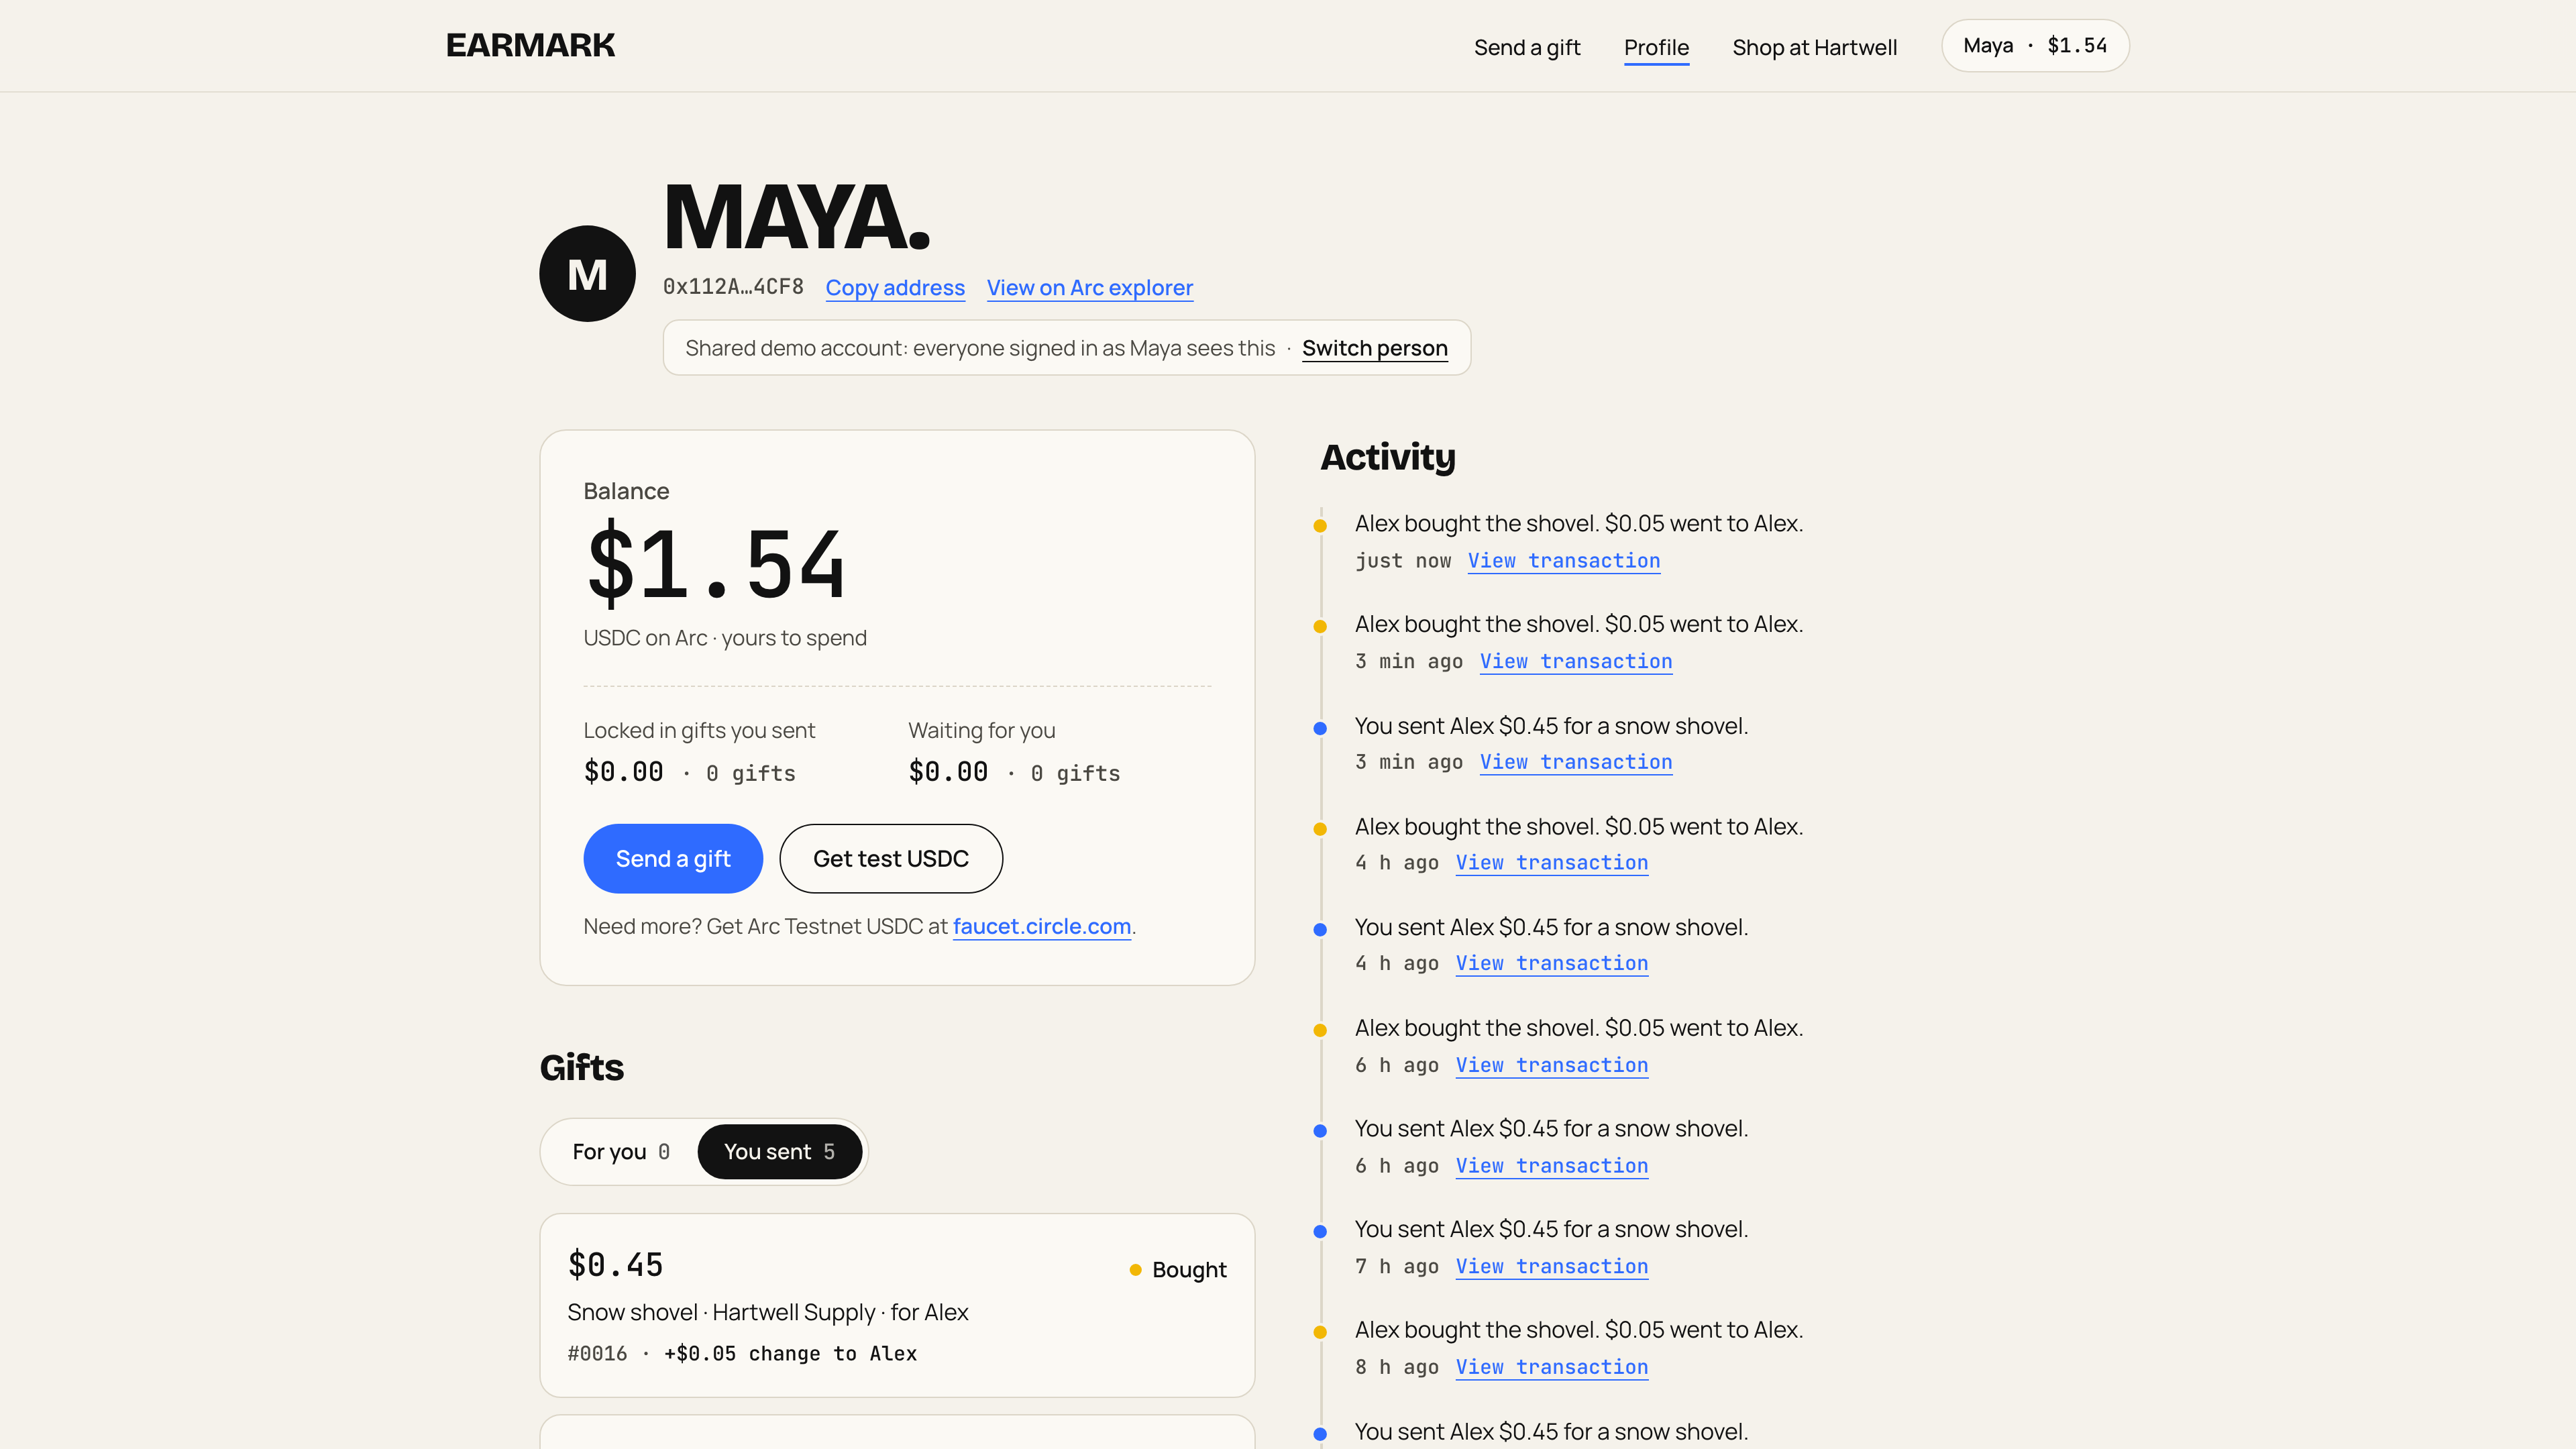 EARMARK
Send a gift
Profile
Shop at Hartwell
Maya · $1.54
M
MAYA.
0x112A…4CF8 Copy address View on Arc explorer
Shared demo account: everyone signed in as Maya sees this · Switch person
Balance
$1.54
USDC on Arc · yours to spend
Locked in gifts you sent
$0.00 · 0 gifts
Waiting for you
$0.00 · 0 gifts
Send a gift
Get test USDC
Need more? Get Arc Testnet USDC at faucet.circle.com.
Gifts
For you 0
You sent 5
$0.45
Bought
Snow shovel · Hartwell Supply · for Alex
#0016 · +$0.05 change to Alex
Activity
Alex bought the shovel. $0.05 went to Alex.
just now View transaction
Alex bought the shovel. $0.05 went to Alex.
3 min ago View transaction
You sent Alex $0.45 for a snow shovel.
3 min ago View transaction
Alex bought the shovel. $0.05 went to Alex.
4 h ago View transaction
You sent Alex $0.45 for a snow shovel.
4 h ago View transaction
Alex bought the shovel. $0.05 went to Alex.
6 h ago View transaction
You sent Alex $0.45 for a snow shovel.
6 h ago View transaction
You sent Alex $0.45 for a snow shovel.
7 h ago View transaction
Alex bought the shovel. $0.05 went to Alex.
8 h ago View transaction
You sent Alex $0.45 for a snow shovel.